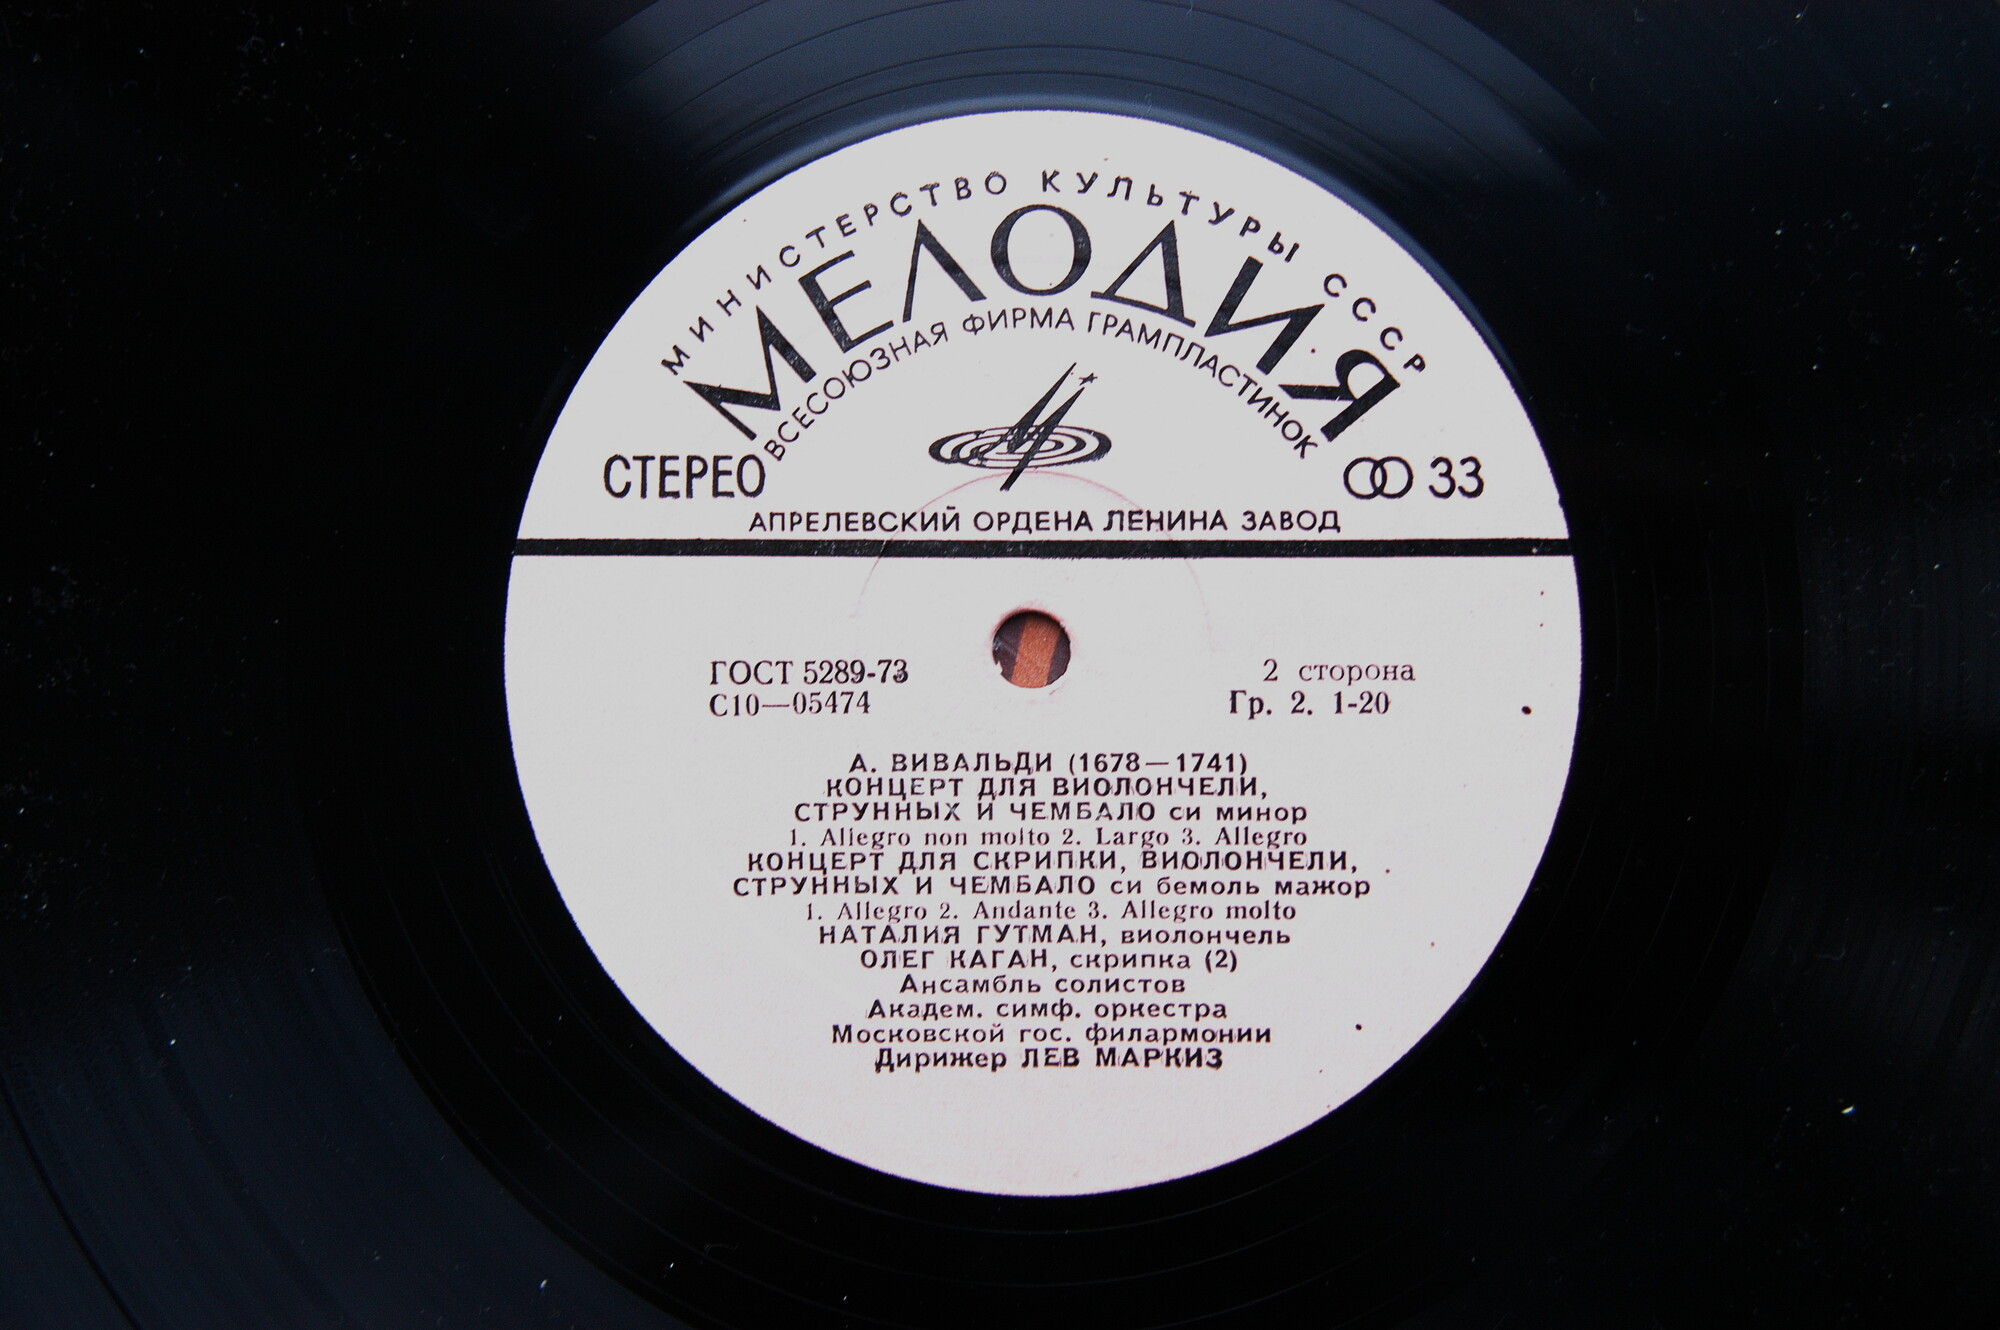 МИНИСТЕРСТВО КУЛЬТУРЫ СССР
МЕЛОДИЯ
ВСЕСОЮЗНАЯ ФИРМА ГРАМПЛАСТИНОК
СТЕРЕО
33
АПРЕЛЕВСКИЙ ОРДЕНА ЛЕНИНА ЗАВОД
ГОСТ 5289-73
2 сторона
С10—05474
Гр. 2. 1-20
А. ВИВАЛЬДИ (1678—1741)
КОНЦЕРТ ДЛЯ ВИОЛОНЧЕЛИ,
СТРУННЫХ И ЧЕМБАЛО си минор
1. Allegro non molto 2. Largo 3. Allegro
КОНЦЕРТ ДЛЯ СКРИПКИ, ВИОЛОНЧЕЛИ,
СТРУННЫХ И ЧЕМБАЛО си бемоль мажор
1. Allegro 2. Andante 3. Allegro molto
НАТАЛИЯ ГУТМАН, виолончель
ОЛЕГ КАГАН, скрипка (2)
Ансамбль солистов
Академ. симф. оркестра
Московской гос. филармонии
Дирижер ЛЕВ МАРКИЗ